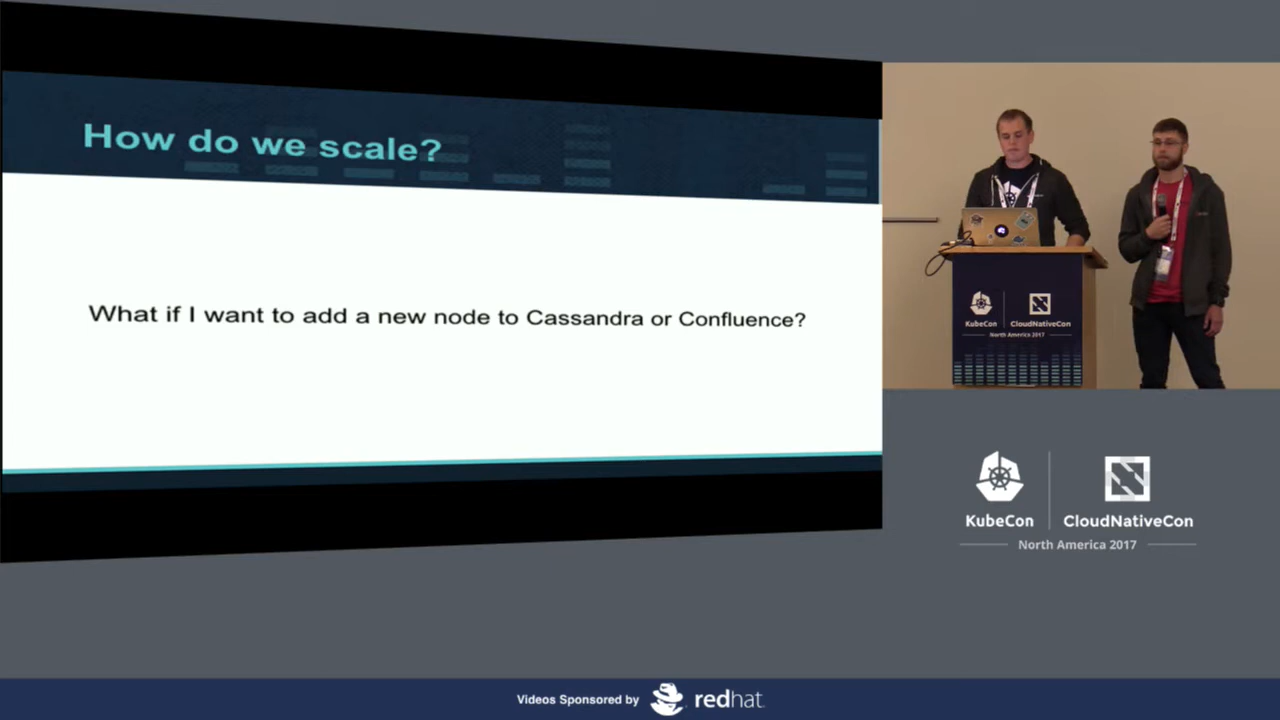 How do we scale?
What if I want to add a new node to Cassandra or Confluence?
KubeCon
CloudNativeCon
North America 2017
KubeCon
CloudNativeCon
North America 2017
Videos Sponsored by
redhat.